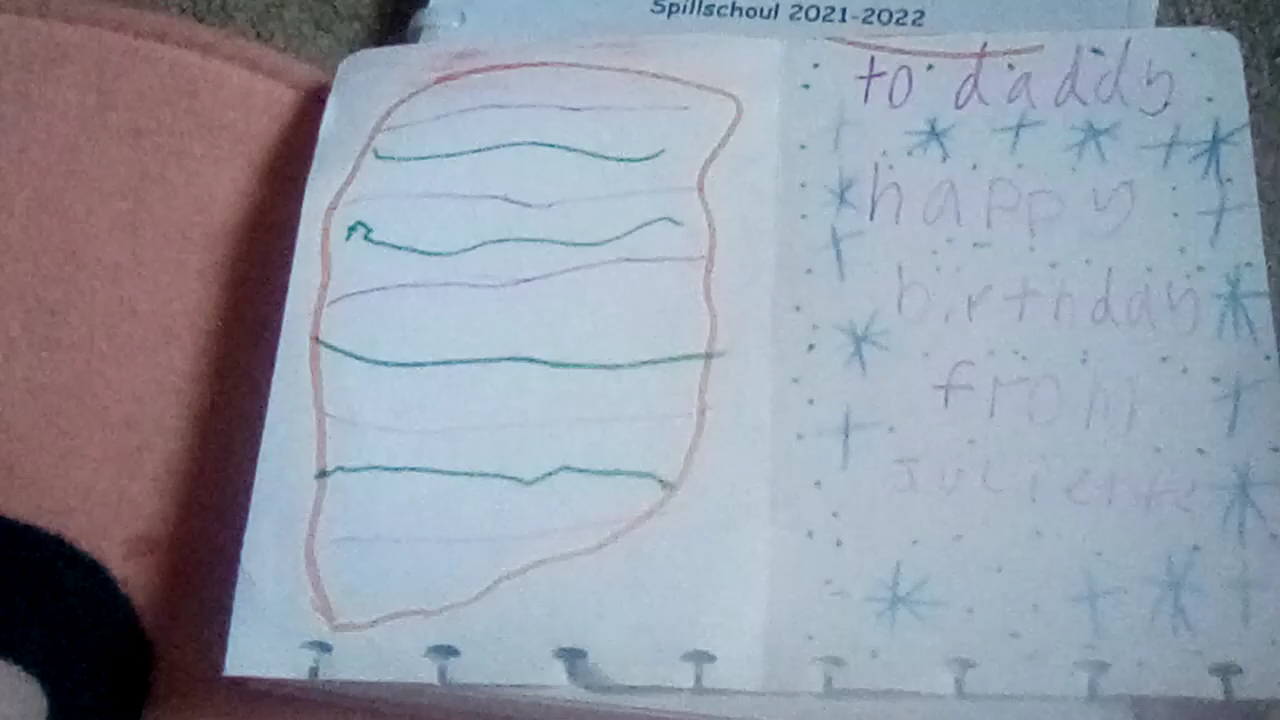 Spillschoul 2021-2022
to daddy
happy
birthday
from